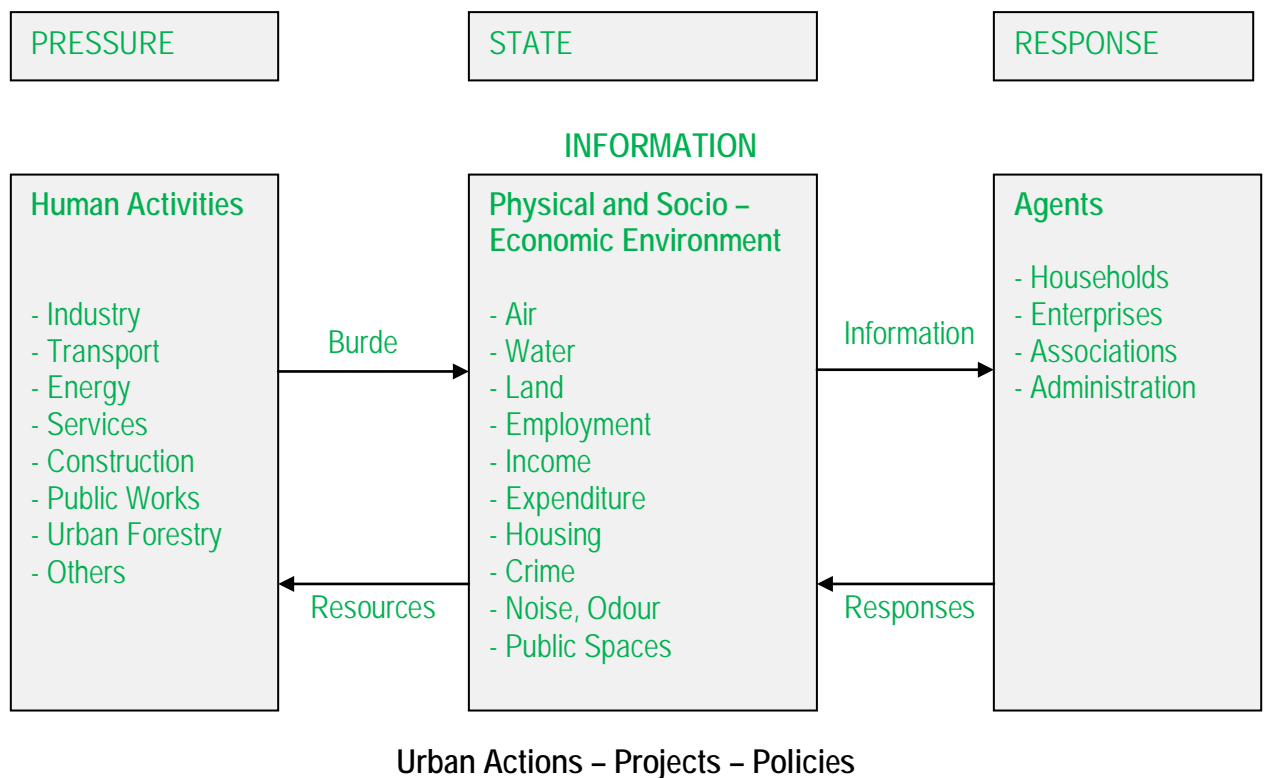 PRESSURE
STATE
RESPONSE
INFORMATION
Human Activities
- Industry
- Transport
- Energy
- Services
- Construction
- Public Works
- Urban Forestry
- Others
Burde
Resources
Physical and Socio –
Economic Environment
- Air
- Water
- Land
- Employment
- Income
- Expenditure
- Housing
- Crime
- Noise, Odour
- Public Spaces
Information
Responses
Agents
- Households
- Enterprises
- Associations
- Administration
Urban Actions – Projects – Policies